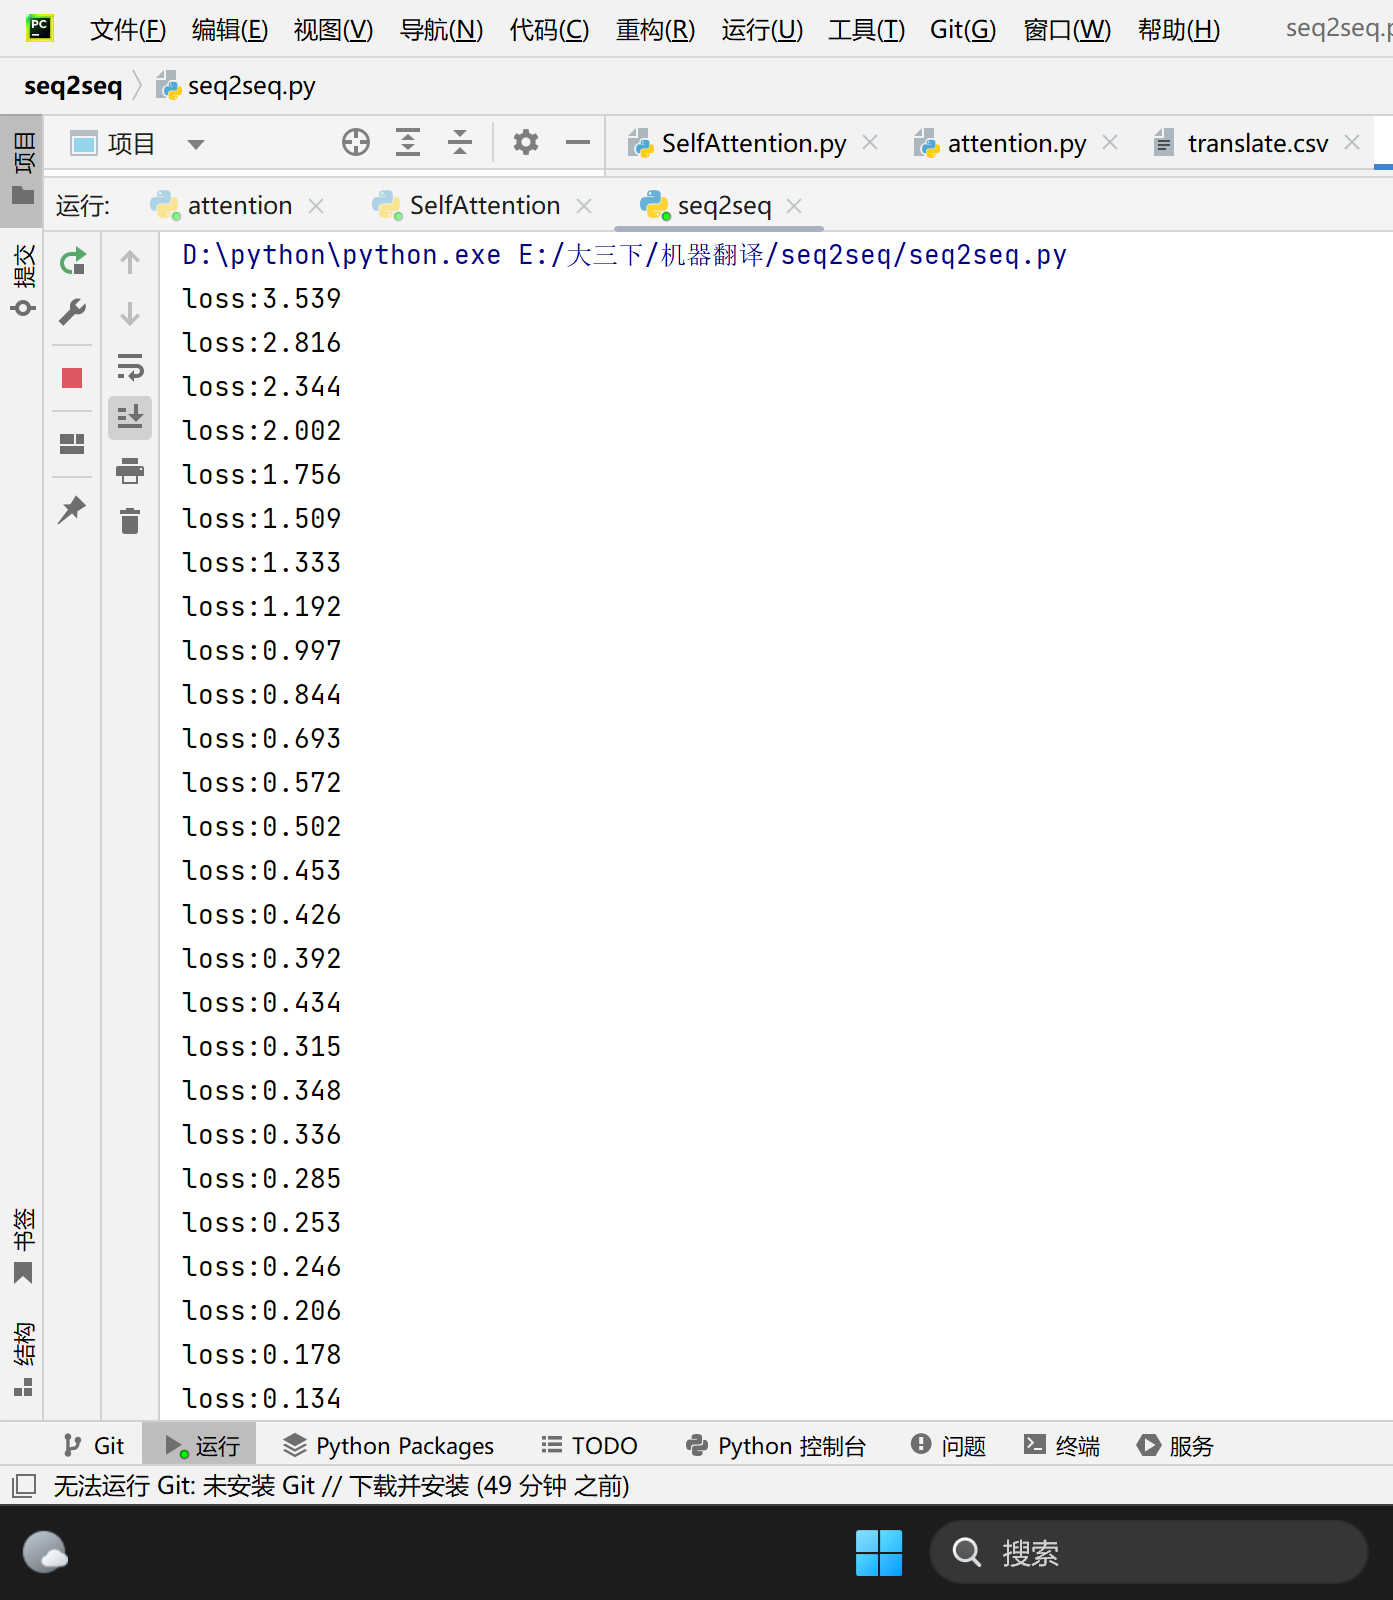 PC
文件(F) 编辑(E) 视图(V) 导航(N) 代码(C) 重构(R) 运行(U) 工具(T) Git(G) 窗口(W) 帮助(H) seq2seq.p
seq2seq seq2seq.py
项目 SelfAttention.py attention.py translate.csv
项目
提交
书签
结构
运行: attention SelfAttention seq2seq
D:\python\python.exe E:/大三下/机器翻译/seq2seq/seq2seq.py
loss:3.539
loss:2.816
loss:2.344
loss:2.002
loss:1.756
loss:1.509
loss:1.333
loss:1.192
loss:0.997
loss:0.844
loss:0.693
loss:0.572
loss:0.502
loss:0.453
loss:0.426
loss:0.392
loss:0.434
loss:0.315
loss:0.348
loss:0.336
loss:0.285
loss:0.253
loss:0.246
loss:0.206
loss:0.178
loss:0.134
Git 运行 Python Packages TODO Python 控制台 问题 终端 服务
无法运行 Git: 未安装 Git // 下载并安装 (49 分钟 之前)
搜索